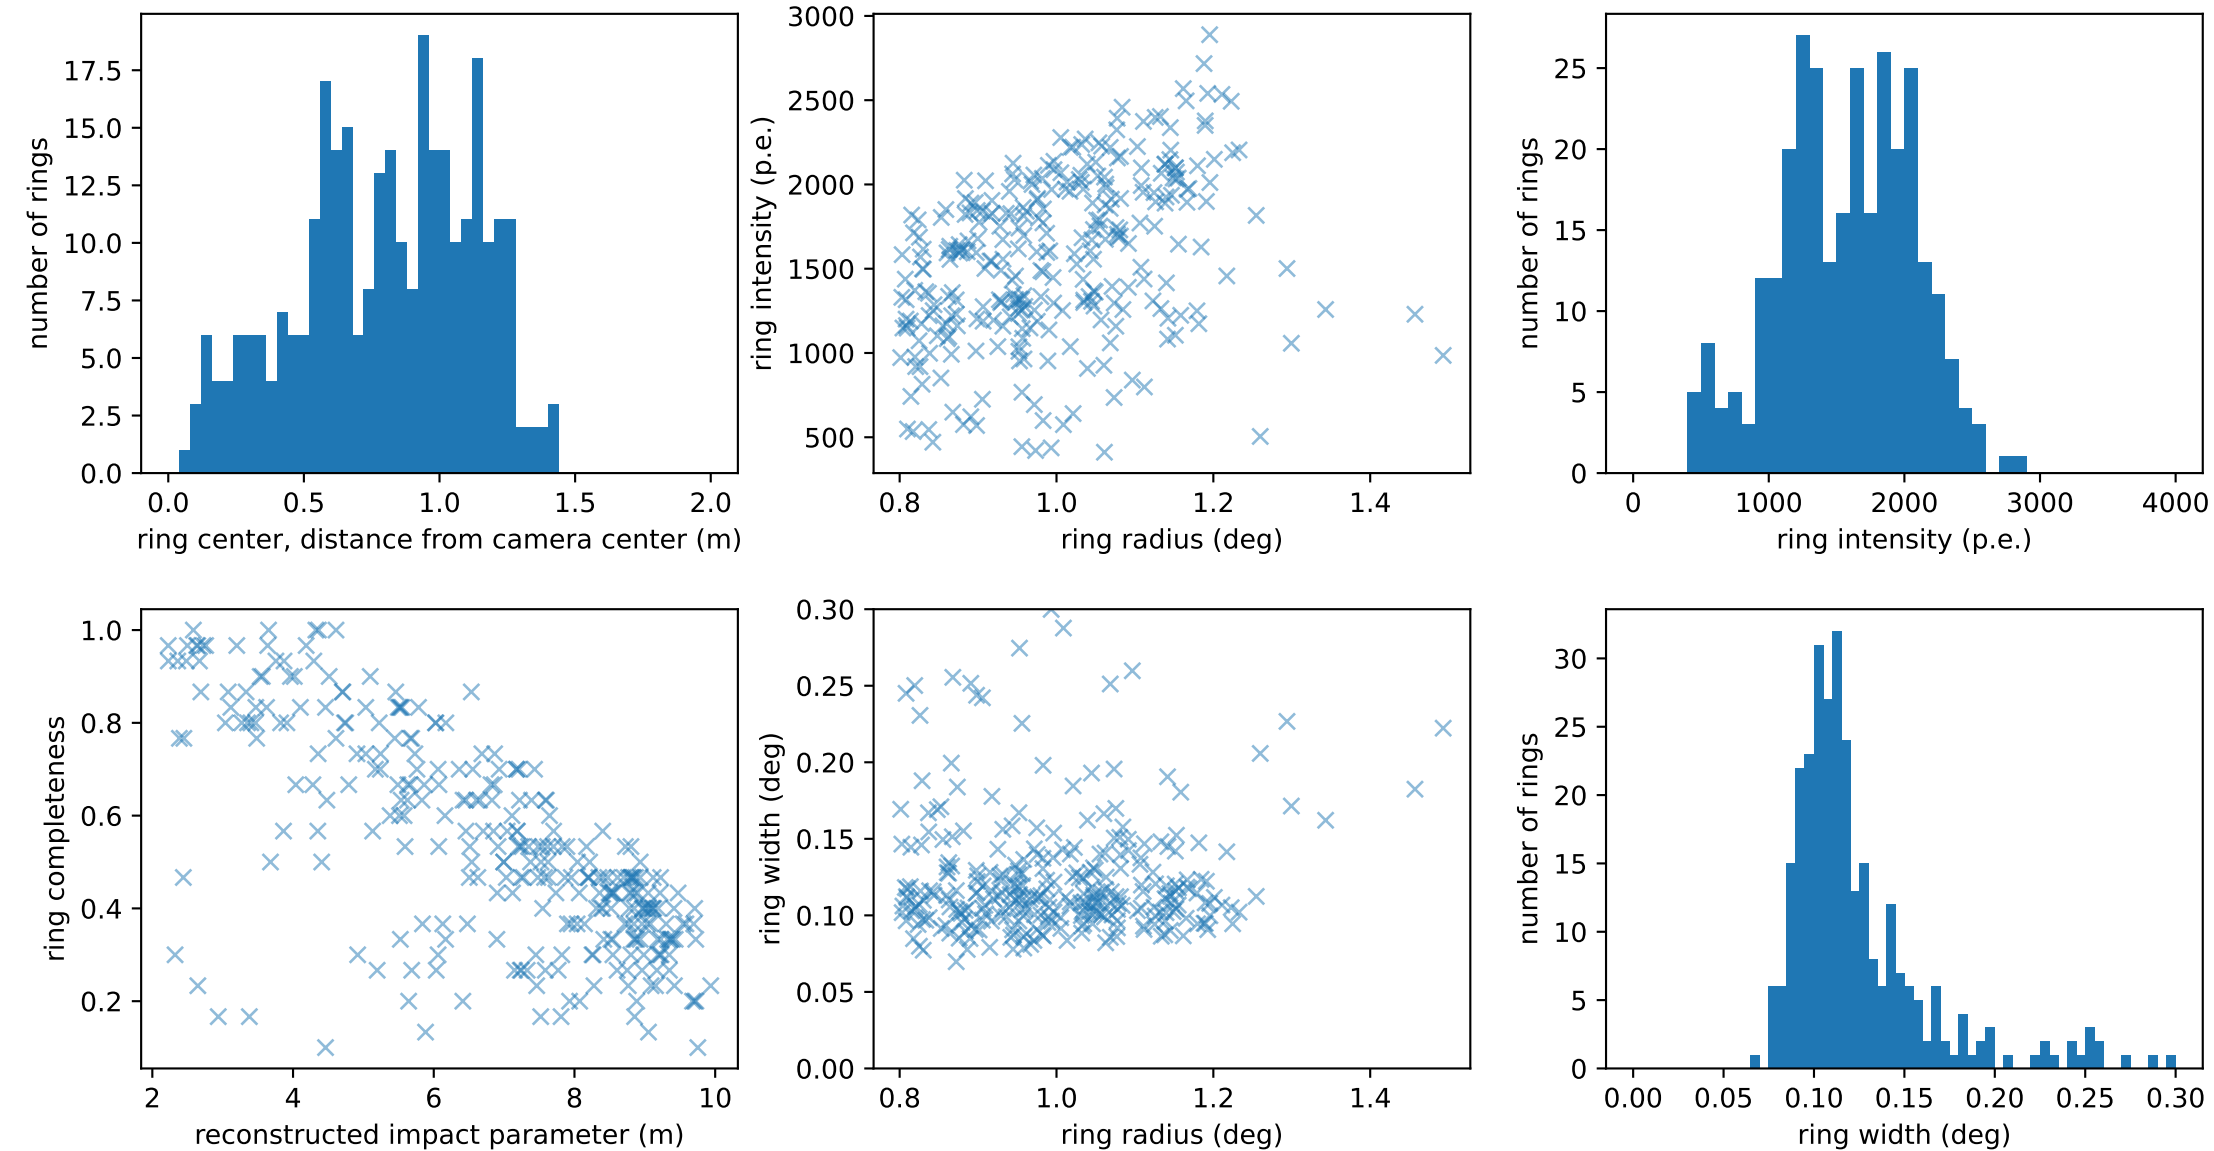 17.5
15.0
12.5
10.0
7.5
5.0
2.5
0.0
number of rings
0.0 0.5 1.0 1.5 2.0
ring center, distance from camera center (m)
3000
2500
2000
1500
1000
500
ring intensity (p.e.)
0.8 1.0 1.2 1.4
ring radius (deg)
25
20
15
10
5
0
number of rings
0 1000 2000 3000 4000
ring intensity (p.e.)
1.0
0.8
0.6
0.4
0.2
ring completeness
2 4 6 8 10
reconstructed impact parameter (m)
0.30
0.25
0.20
0.15
0.10
0.05
0.00
ring width (deg)
0.8 1.0 1.2 1.4
ring radius (deg)
30
25
20
15
10
5
0
number of rings
0.00 0.05 0.10 0.15 0.20 0.25 0.30
ring width (deg)